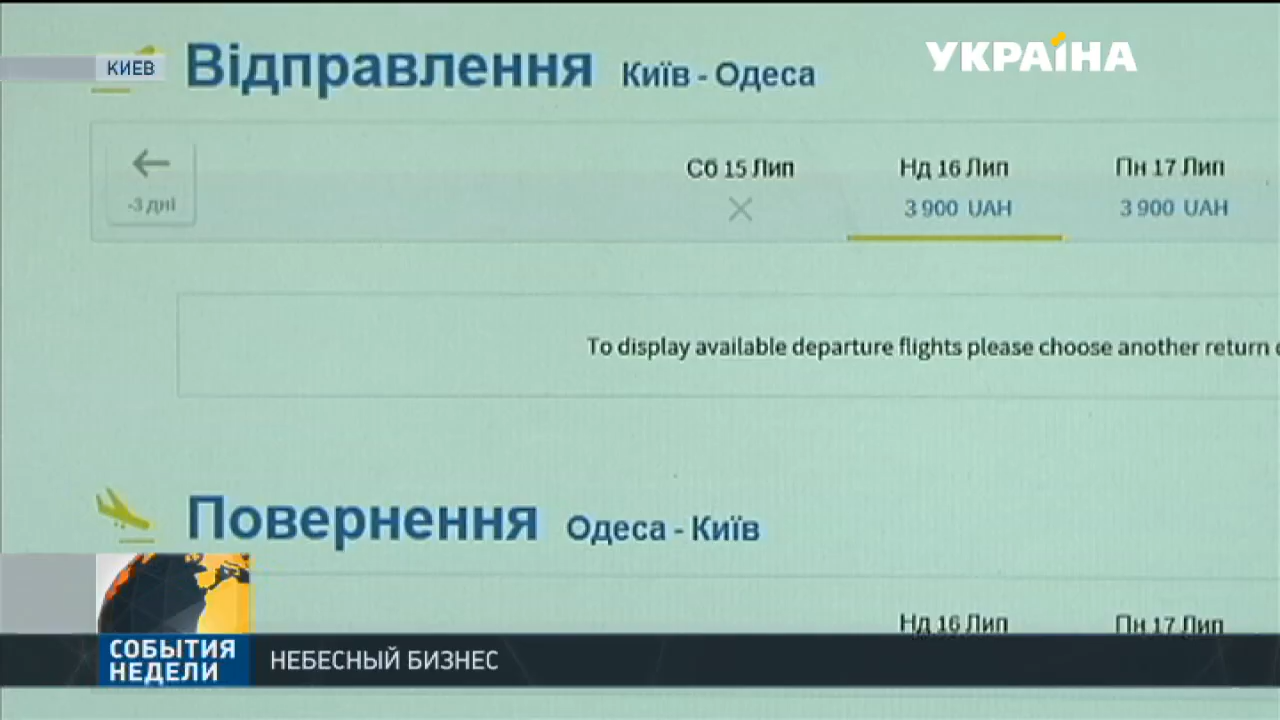 КИЕВ
Відправлення Київ - Одеса
УКРАЇНА
Сб 15 Лип Нд 16 Лип Пн 17 Лип
-3 дні 3 900 UAH 3 900 UAH
To display available departure flights please choose another return
Повернення Одеса - Київ
Нд 16 Лип Пн 17 Лип
СОБЫТИЯ
НЕДЕЛИ
НЕБЕСНЫЙ БИЗНЕС